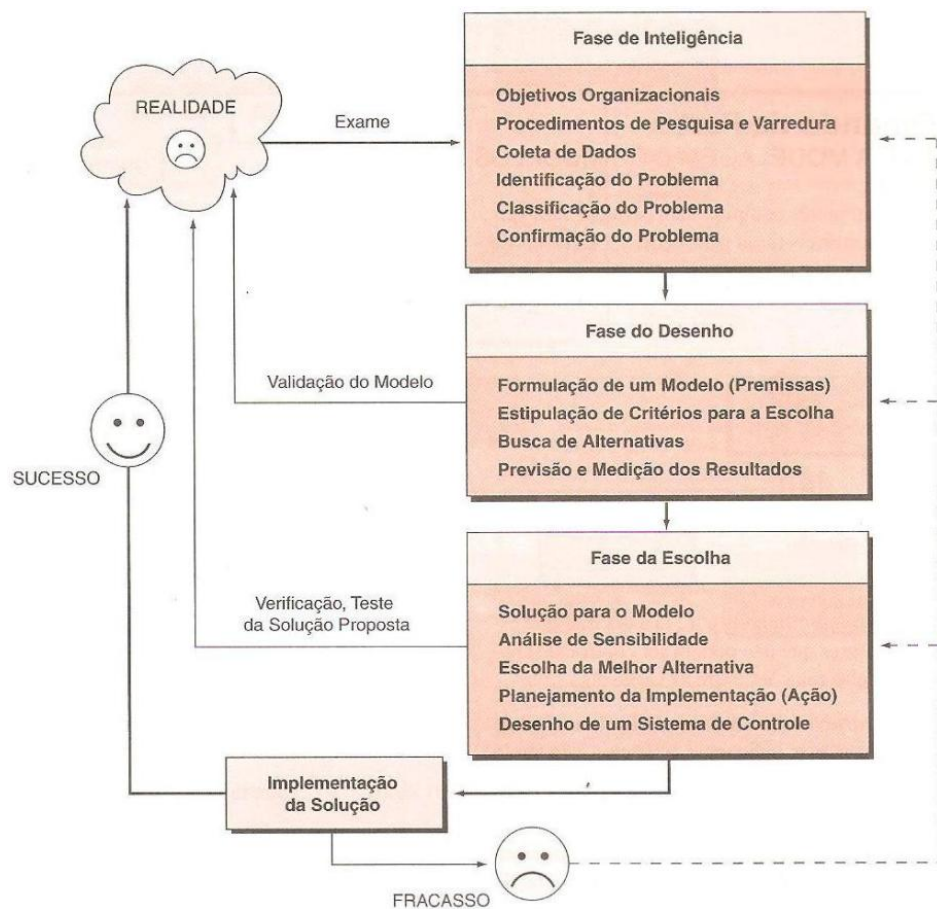 REALIDADE
Exame
Fase de Inteligência
Objetivos Organizacionais
Procedimentos de Pesquisa e Varredura
Coleta de Dados
Identificação do Problema
Classificação do Problema
Confirmação do Problema
Fase do Desenho
Formulação de um Modelo (Premissas)
Estipulação de Critérios para a Escolha
Busca de Alternativas
Previsão e Medição dos Resultados
Validação do Modelo
SUCESSO
Fase da Escolha
Solução para o Modelo
Análise de Sensibilidade
Escolha da Melhor Alternativa
Planejamento da Implementação (Ação)
Desenho de um Sistema de Controle
Verificação, Teste
da Solução Proposta
Implementação
da Solução
FRACASSO